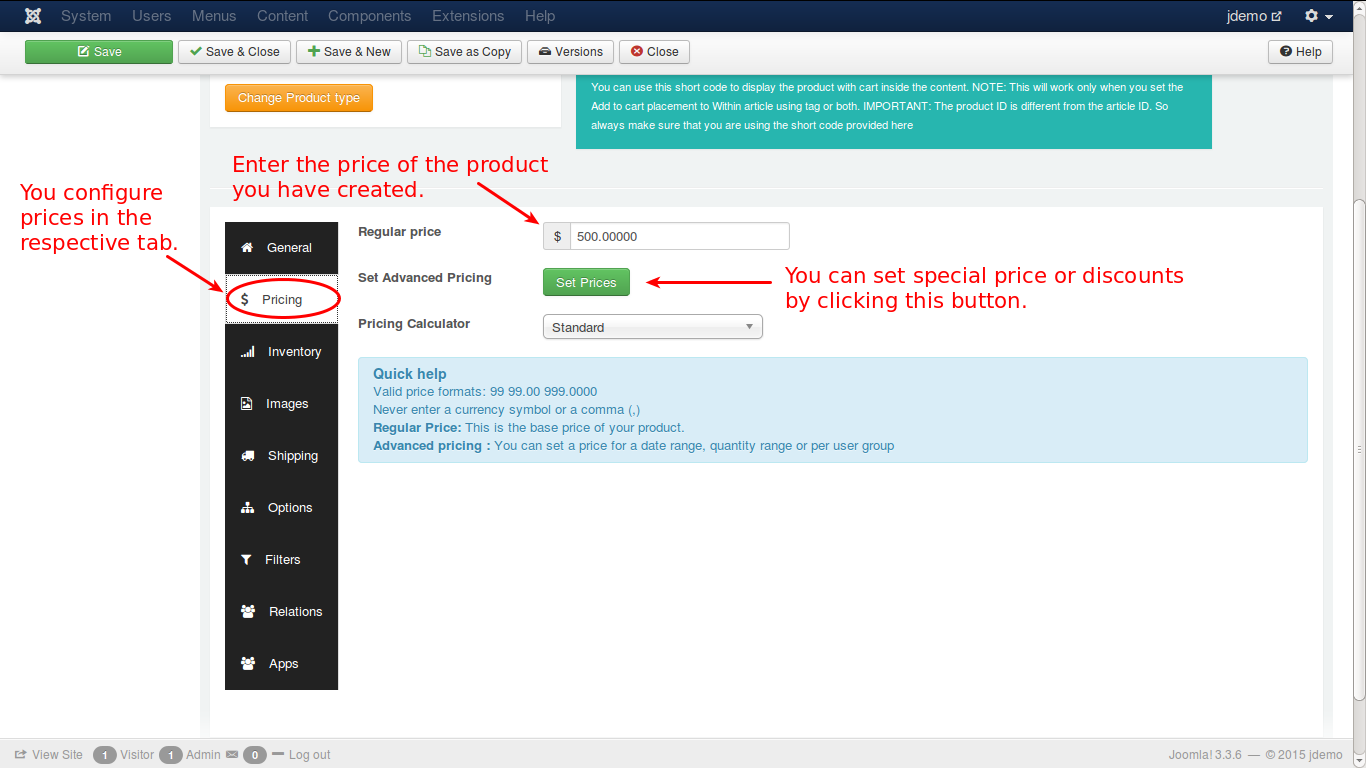 System Users Menus Content Components Extensions Help jdemo
Save Save & Close Save & New Save as Copy Versions Close Help
Change Product type
You can use this short code to display the product with cart inside the content. NOTE: This will work only when you set the
Add to cart placement to Within article using tag or both. IMPORTANT: The product ID is different from the article ID. So
always make sure that you are using the short code provided here
Enter the price of the product
you have created.
You configure
prices in the
respective tab.
General
Pricing
Inventory
Images
Shipping
Options
Filters
Relations
Apps
Regular price $ 500.00000
Set Advanced Pricing Set Prices
You can set special price or discounts
by clicking this button.
Pricing Calculator Standard
Quick help
Valid price formats: 99 99.00 999.0000
Never enter a currency symbol or a comma (,)
Regular Price: This is the base price of your product.
Advanced pricing : You can set a price for a date range, quantity range or per user group
View Site 1 Visitor 1 Admin 0 Log out Joomla! 3.3.6 — © 2015 jdemo